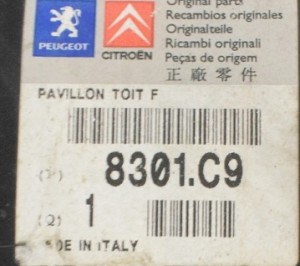 Original parts
Recambios originales
Originalteile
Ricambi originali
Peças de origem
正廠零件
PEUGEOT
CITROËN
PAVILLON TOIT F
(1) 8301.C9
(2) 1
DE IN ITALY